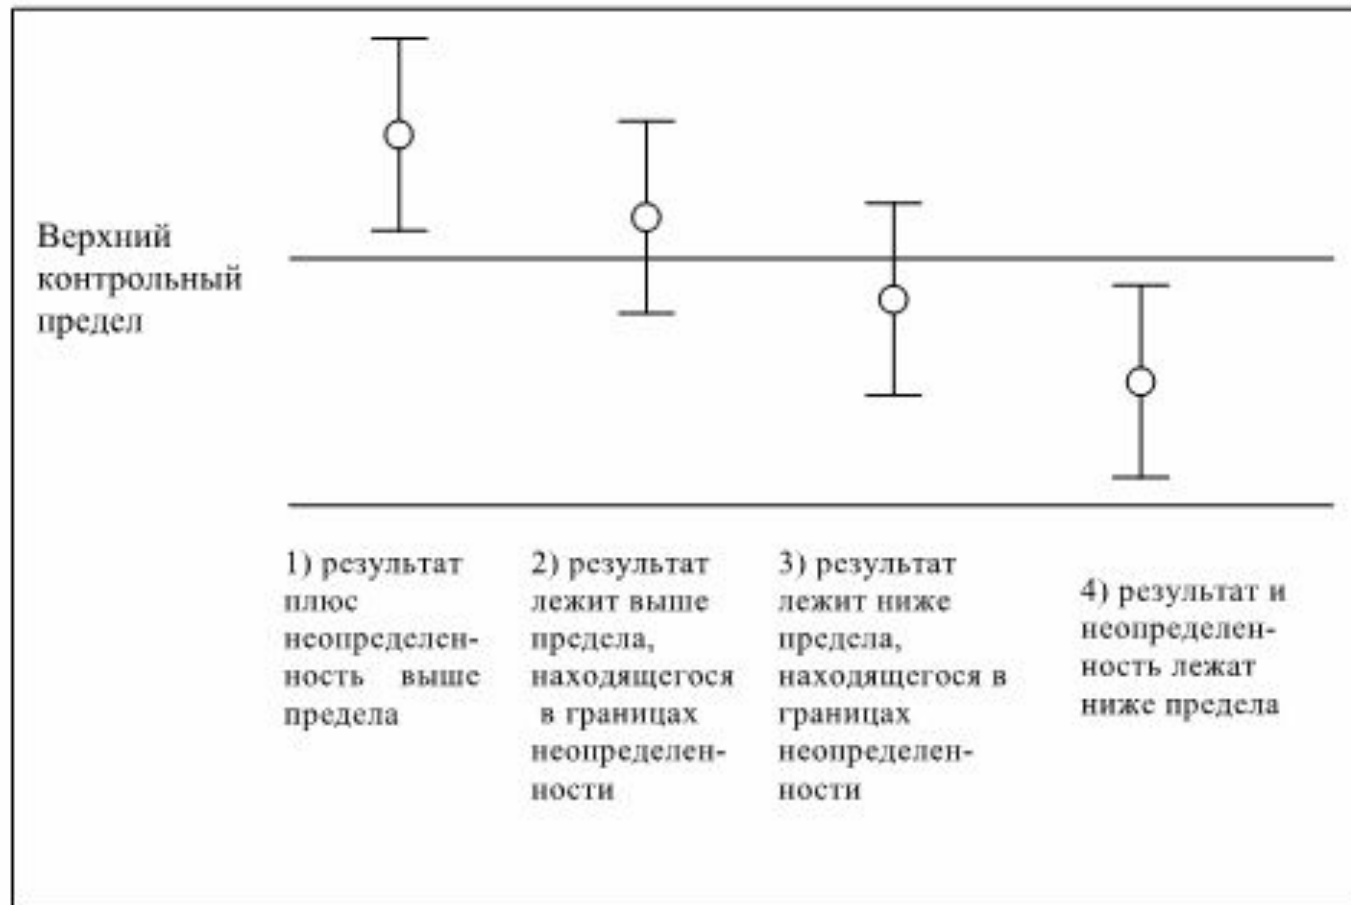 Верхний
контрольный
предел
1) результат
плюс
неопределен-
ность выше
предела
2) результат
лежит выше
предела,
находящегося
в границах
неопределен-
ности
3) результат
лежит ниже
предела,
находящегося в
границах
неопределен-
ности
4) результат и
неопределен-
ность лежат
ниже предела